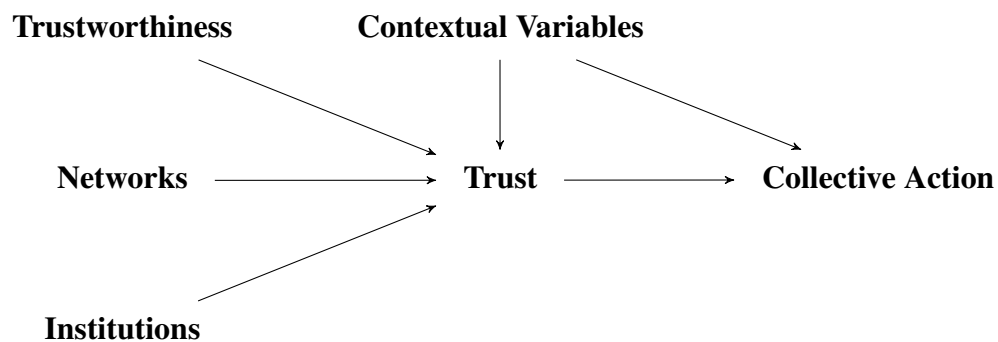 Trustworthiness
Contextual Variables
Networks
Trust
Collective Action
Institutions